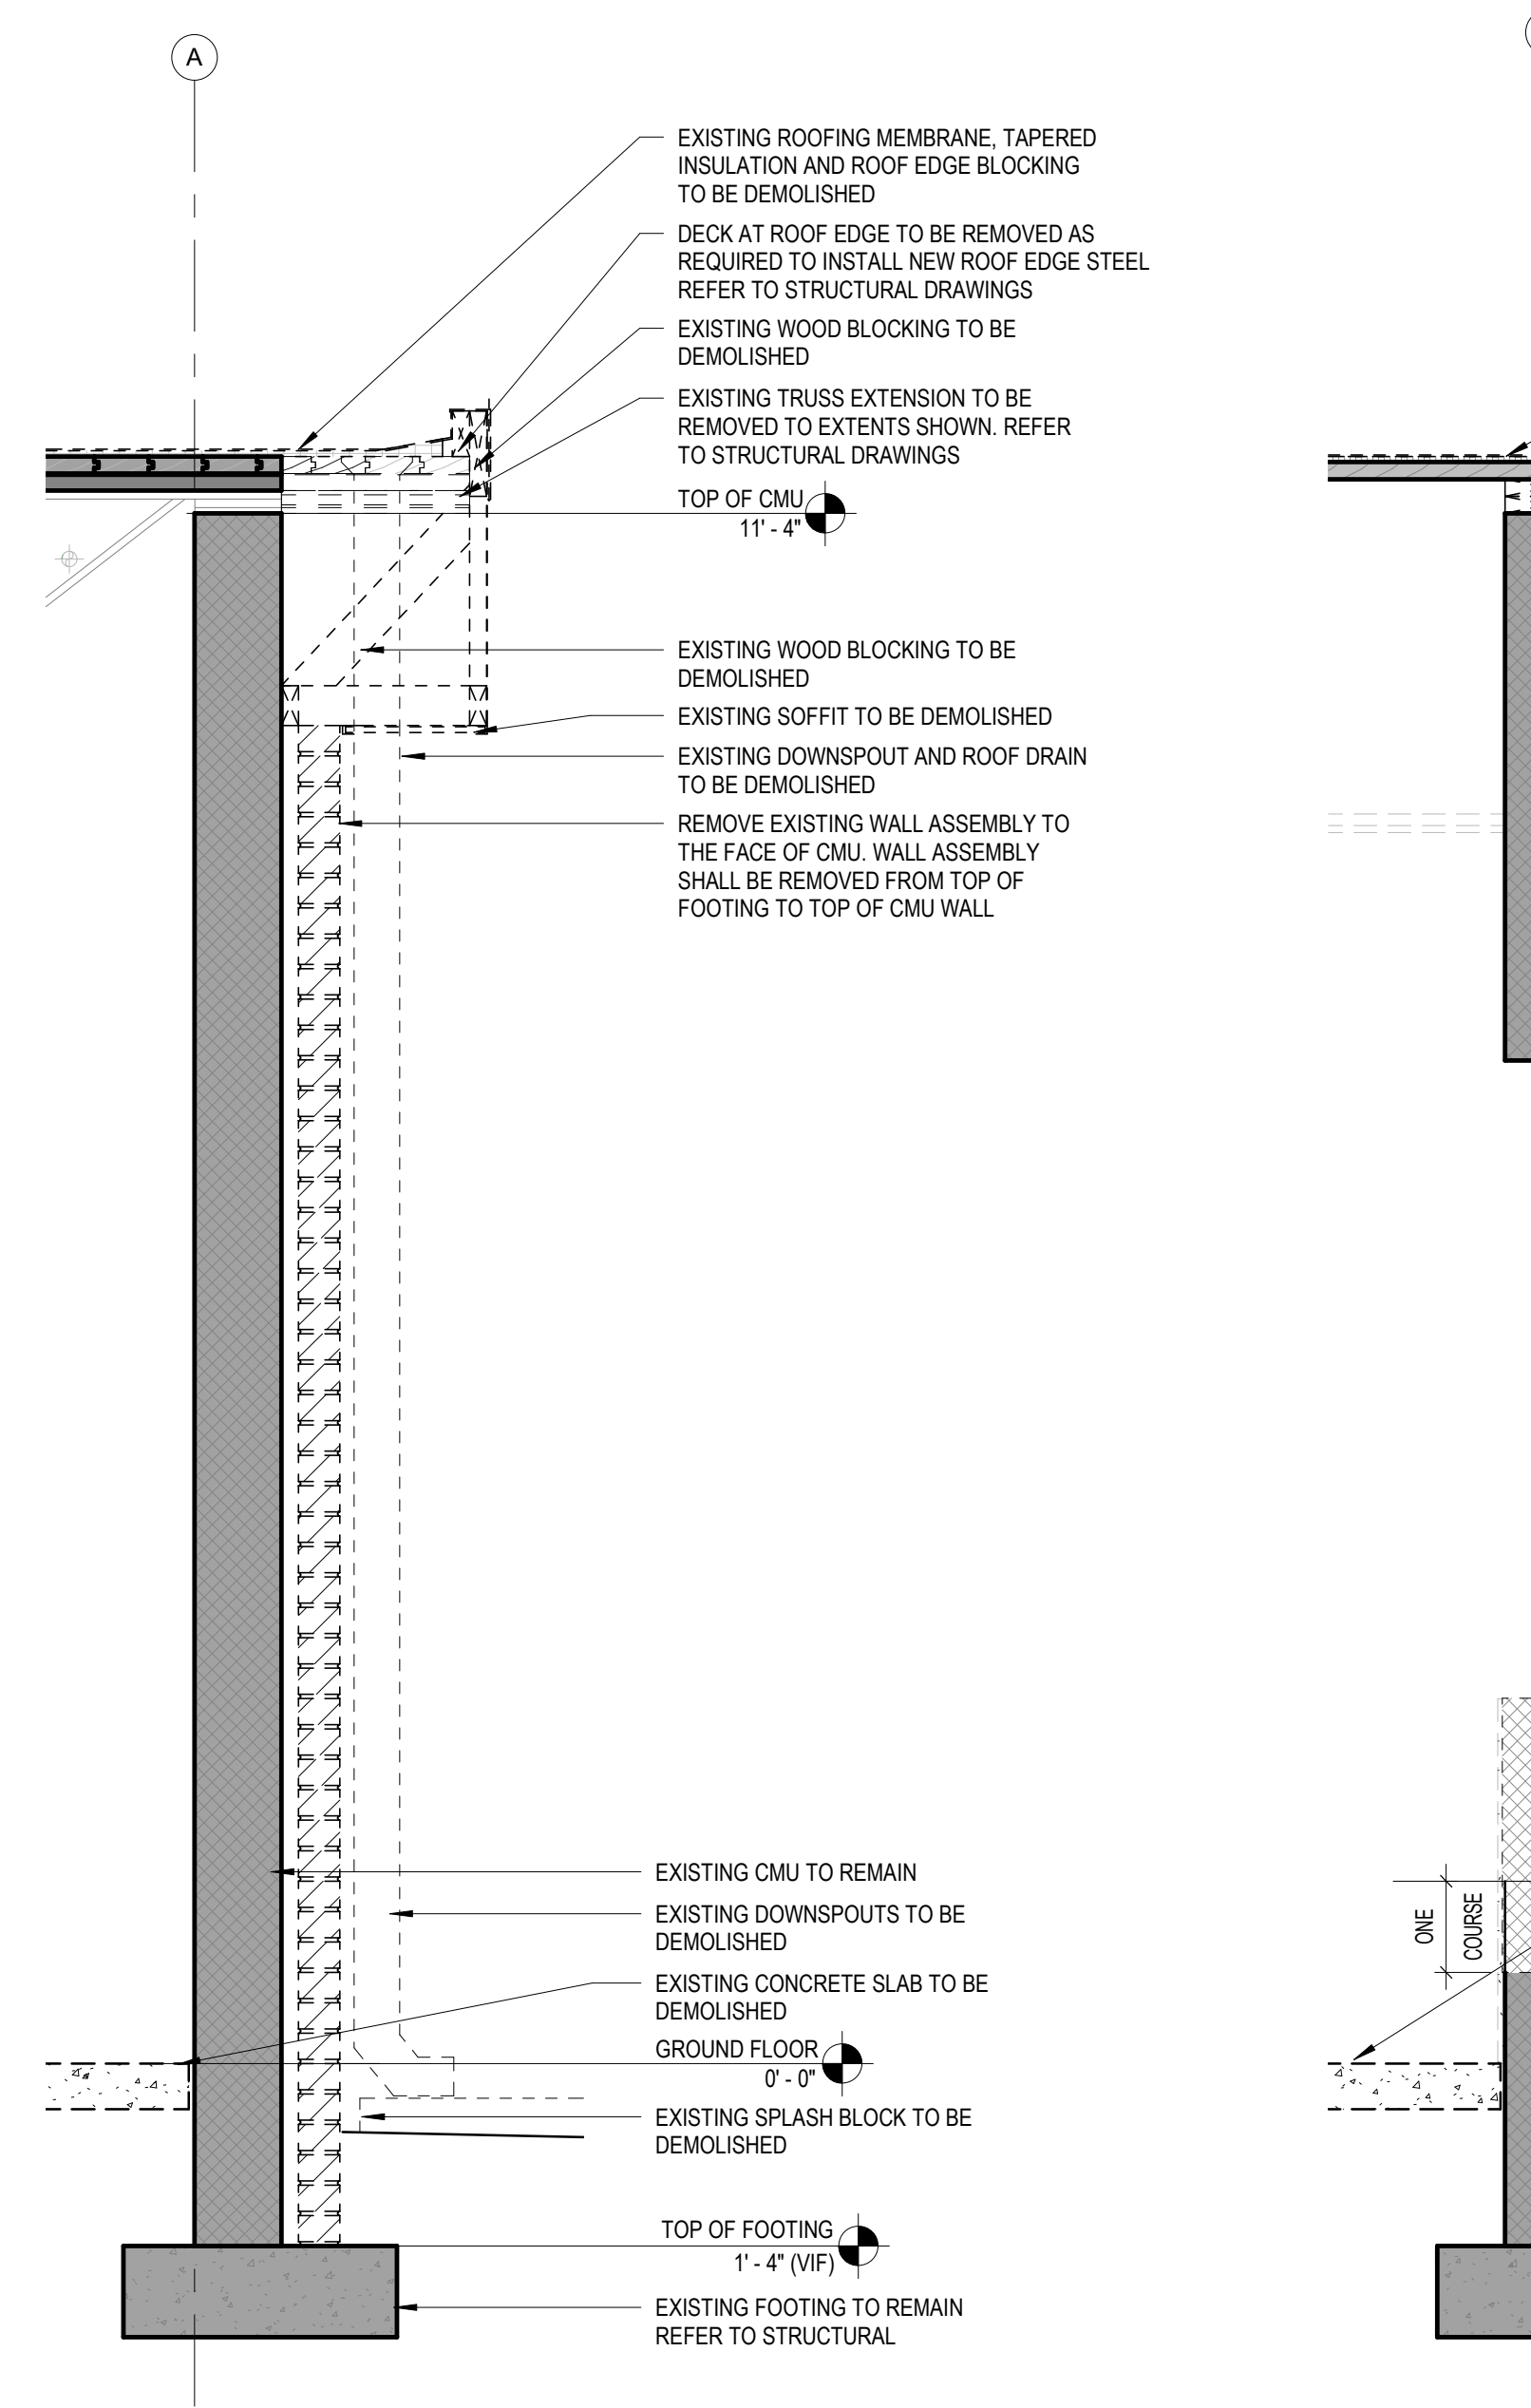 A
EXISTING ROOFING MEMBRANE, TAPERED
INSULATION AND ROOF EDGE BLOCKING
TO BE DEMOLISHED
DECK AT ROOF EDGE TO BE REMOVED AS
REQUIRED TO INSTALL NEW ROOF EDGE STEEL
REFER TO STRUCTURAL DRAWINGS
EXISTING WOOD BLOCKING TO BE
DEMOLISHED
EXISTING TRUSS EXTENSION TO BE
REMOVED TO EXTENTS SHOWN. REFER
TO STRUCTURAL DRAWINGS
TOP OF CMU
11' - 4"
EXISTING WOOD BLOCKING TO BE
DEMOLISHED
EXISTING SOFFIT TO BE DEMOLISHED
EXISTING DOWNSPOUT AND ROOF DRAIN
TO BE DEMOLISHED
REMOVE EXISTING WALL ASSEMBLY TO
THE FACE OF CMU. WALL ASSEMBLY
SHALL BE REMOVED FROM TOP OF
FOOTING TO TOP OF CMU WALL
EXISTING CMU TO REMAIN
EXISTING DOWNSPOUTS TO BE
DEMOLISHED
EXISTING CONCRETE SLAB TO BE
DEMOLISHED
GROUND FLOOR
0' - 0"
EXISTING SPLASH BLOCK TO BE
DEMOLISHED
TOP OF FOOTING
1' - 4" (VIF)
EXISTING FOOTING TO REMAIN
REFER TO STRUCTURAL
ONE
COURSE